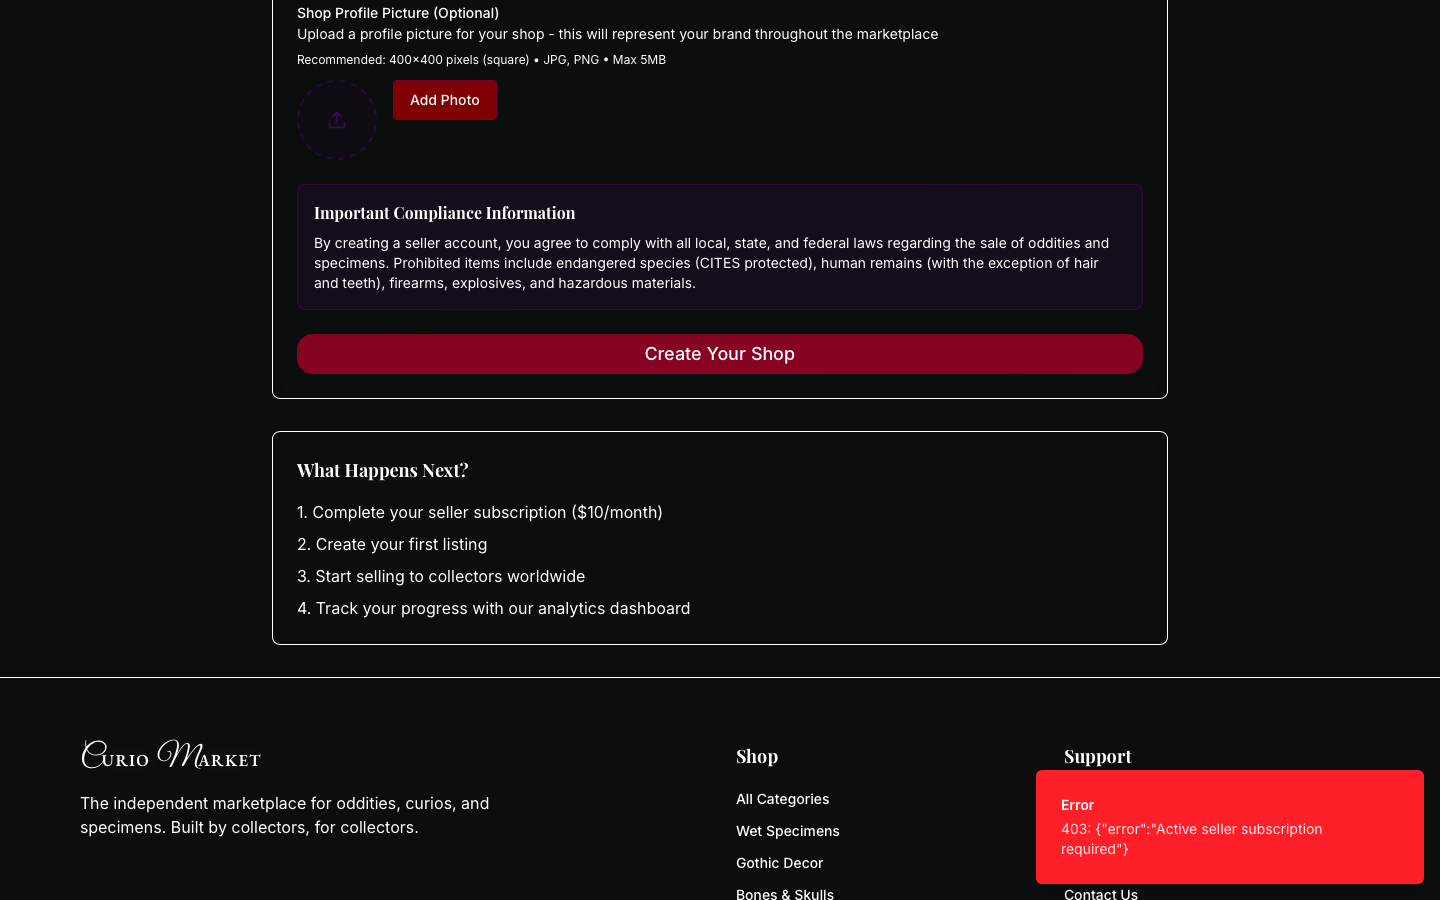 Shop Profile Picture (Optional)
Upload a profile picture for your shop - this will represent your brand throughout the marketplace
Recommended: 400×400 pixels (square) • JPG, PNG • Max 5MB
Add Photo
Important Compliance Information
By creating a seller account, you agree to comply with all local, state, and federal laws regarding the sale of oddities and
specimens. Prohibited items include endangered species (CITES protected), human remains (with the exception of hair
and teeth), firearms, explosives, and hazardous materials.
Create Your Shop
What Happens Next?
1. Complete your seller subscription ($10/month)
2. Create your first listing
3. Start selling to collectors worldwide
4. Track your progress with our analytics dashboard
Curio Market
The independent marketplace for oddities, curios, and
specimens. Built by collectors, for collectors.
Shop
All Categories
Wet Specimens
Gothic Decor
Bones & Skulls
Support
Error
403: {"error":"Active seller subscription
required"}
Contact Us